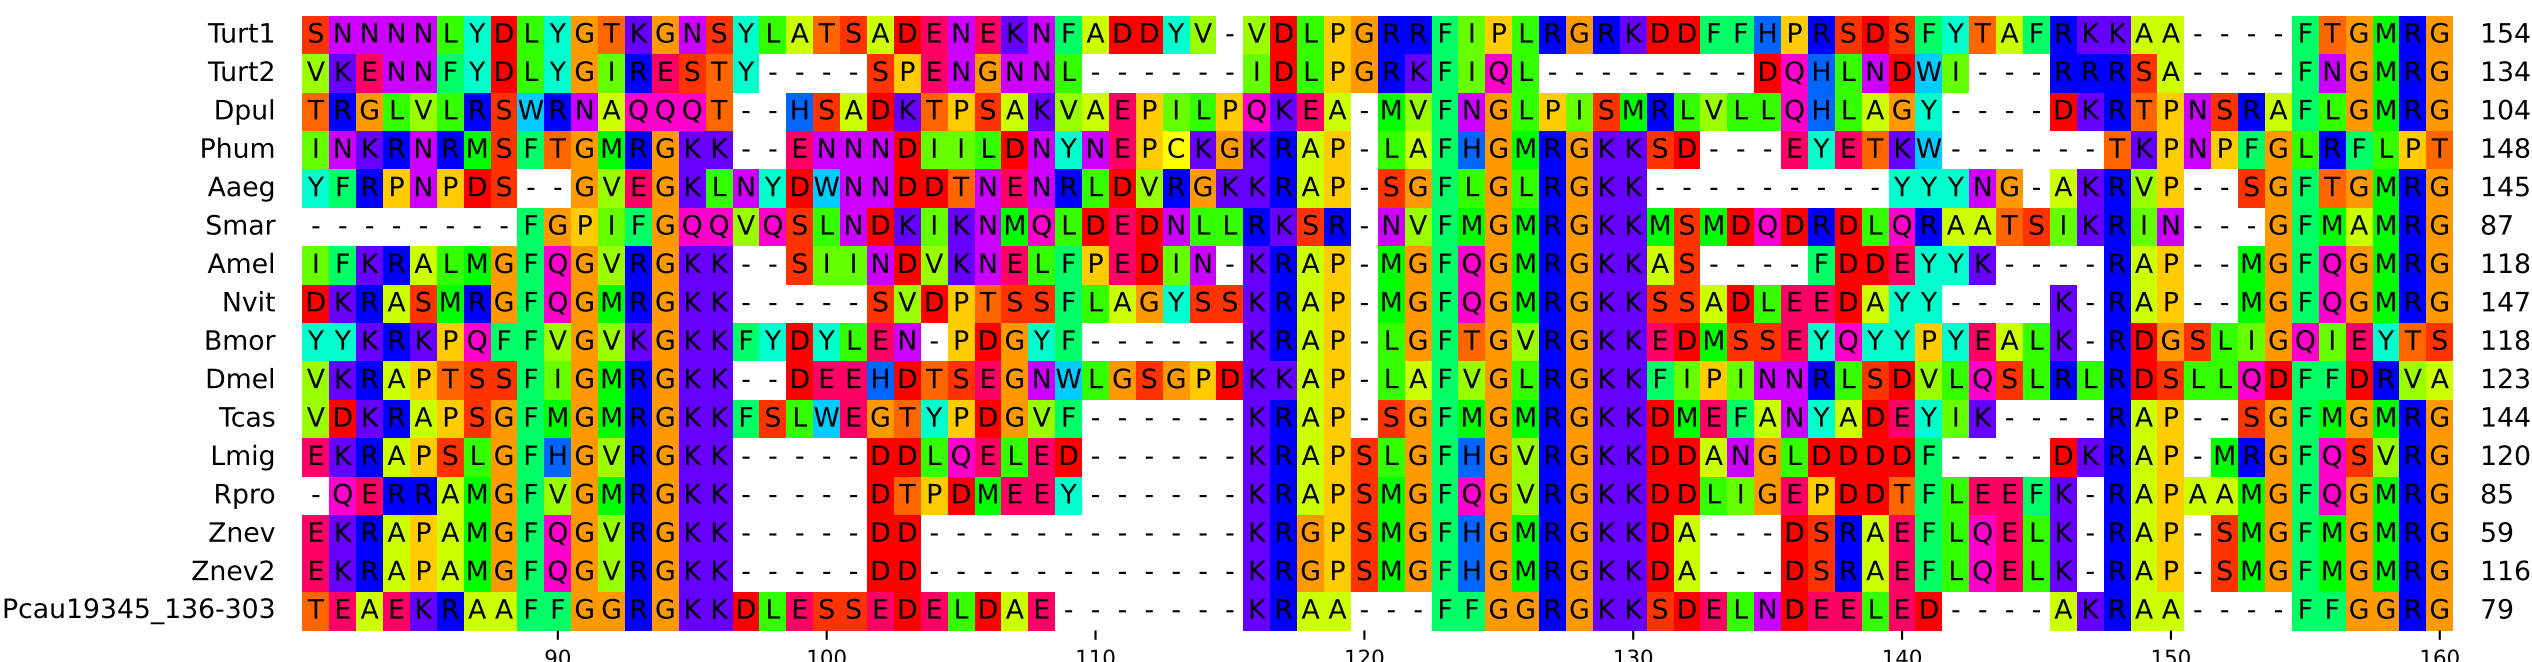 Turt1 SNNNNLYDLYGTKGNSYLATSADENEKNFADDYV-VDLPGRRFIPLRGRKDDFFHPRSDSFYTAFRKKAA----FTGMRG 154
Turt2 VKENNFYDLYGIRESTY----SPENGNNL------IDLPGRKFIQL--------DQHLNDWI---RRRSA----FNGMRG 134
Dpul TRGLVLRSWRNAQQQT--HSADKTPSAKVAEPILPQKEA-MVFNGLPISMRLVLLQHLAGY----DKRTPNSRAFLGMRG 104
Phum INKRNRMSFTGMRGKK--ENNNDIILDNYNEPCKGKRAP-LAFHGMRGKKSD---EYETKW------TKPNPFGLRFLPT 148
Aaeg YFRPNPDS--GVEGKLNYDWNNDDTNENRLDVRGKKRAP-SGFLGLRGKK---------YYYNG-AKRVP--SGFTGMRG 145
Smar --------FGPIFGQQVQSLNDKIKNMQLDEDNLLRKSR-NVFMGMRGKKMSMDQDRDLQRAATSIKRIN---GFMAMRG 87
Amel IFKRALMGFQGVRGKK--SIINDVKNELFPEDIN-KRAP-MGFQGMRGKKAS----FDDEYYK----RAP--MGFQGMRG 118
Nvit DKRASMRGFQGMRGKK-----SVDPTSSFLAGYSSKRAP-MGFQGMRGKKSSADLEEDAYY----K-RAP--MGFQGMRG 147
Bmor YYKRKPQFFVGVKGKKFYDYLEN-PDGYF------KRAP-LGFTGVRGKKEDMSSEYQYYPYEALK-RDGSLIGQIEYTS 118
Dmel VKRAPTSSFIGMRGKK--DEEHDTSEGNWLGSGPDKKAP-LAFVGLRGKKFIPINNRLSDVLQSLRLRDSLLQDFFDRVA 123
Tcas VDKRAPSGFMGMRGKKFSLWEGTYPDGVF------KRAP-SGFMGMRGKKDMEFANYADEYIK----RAP--SGFMGMRG 144
Lmig EKRAPSLGFHGVRGKK-----DDLQELED------KRAPSLGFHGVRGKKDDANGLDDDDF----DKRAP-MRGFQSVRG 120
Rpro -QERRAMGFVGMRGKK-----DTPDMEEY------KRAPSMGFQGVRGKKDDLIGEPDDTFLEEFK-RAPAAMGFQGMRG 85
Znev EKRAPAMGFQGVRGKK-----DD------------KRGPSMGFHGMRGKKDA---DSRAEFLQELK-RAP-SMGFMGMRG 59
Znev2 EKRAPAMGFQGVRGKK-----DD------------KRGPSMGFHGMRGKKDA---DSRAEFLQELK-RAP-SMGFMGMRG 116
Pcau19345_136-303 TEAEKRAAFFGGRGKKDLESSEDELDAE-------KRAA---FFGGRGKKSDELNDEELED----AKRAA----FFGGRG 79
90 100 110 120 130 140 150 160